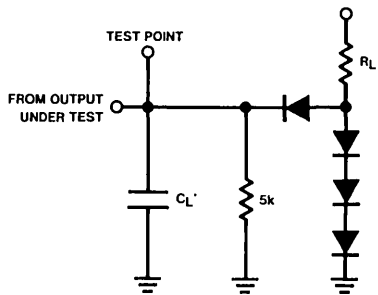 TEST POINT
RL
FROM OUTPUT
UNDER TEST
CL*
5k